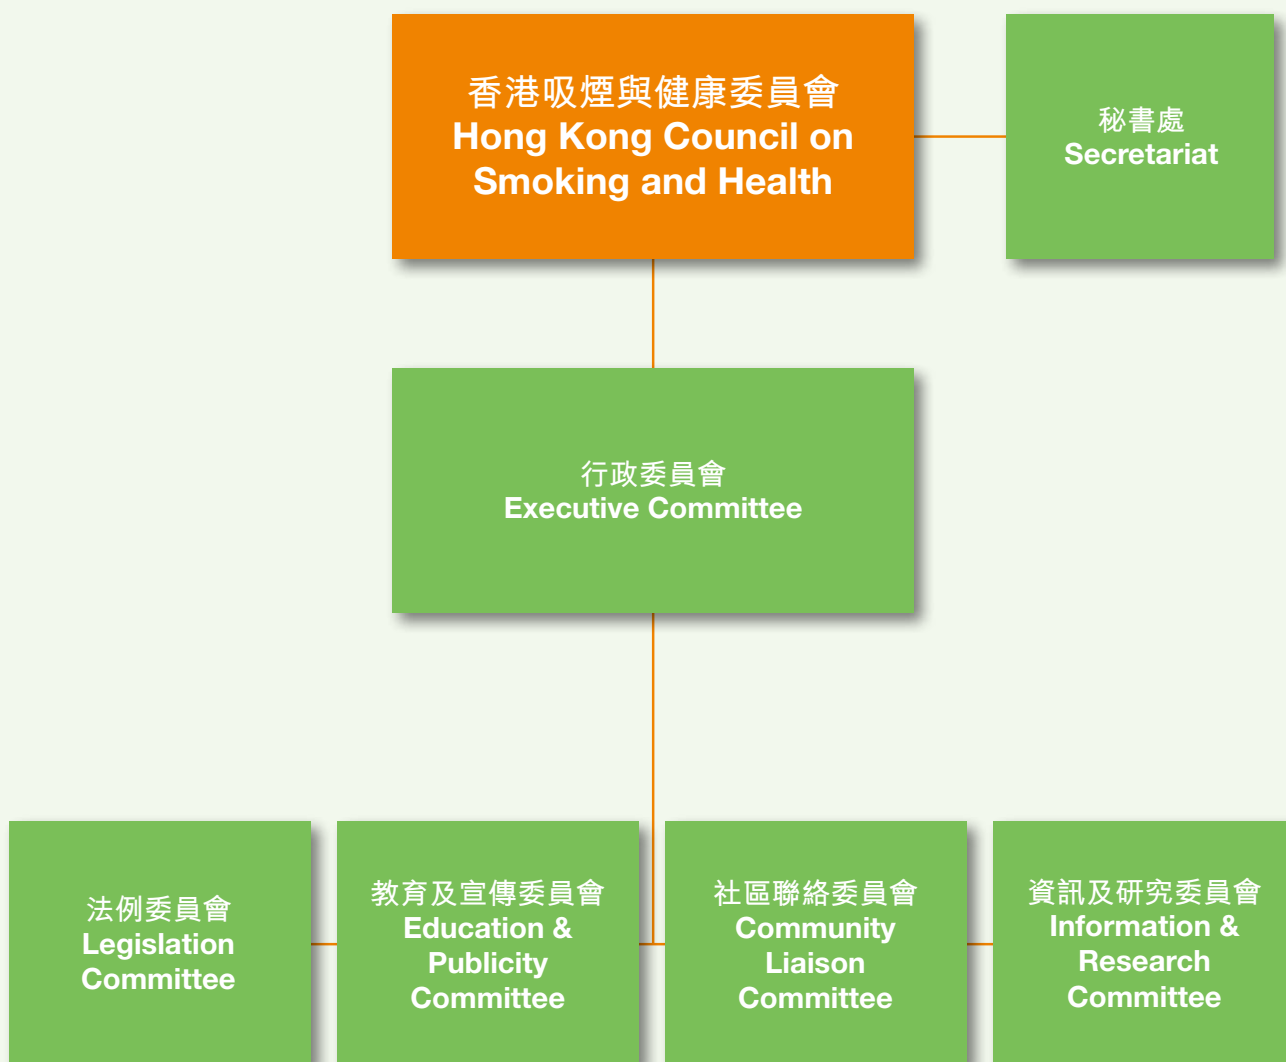 香港吸煙與健康委員會
Hong Kong Council on
Smoking and Health
秘書處
Secretariat
行政委員會
Executive Committee
法例委員會
Legislation
Committee
教育及宣傳委員會
Education &
Publicity
Committee
社區聯絡委員會
Community
Liaison
Committee
資訊及研究委員會
Information &
Research
Committee